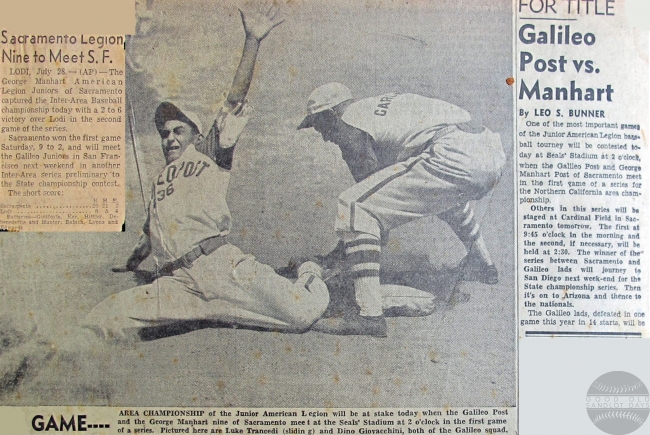 Sacramento Legion
Nine to Meet S. F.
LODI, July 28.—(AP)—The
George Manhart American
Legion Juniors of Sacramento
captured the Inter-Area Baseball
championship today with a 2 to 6
victory over Lodi in the second
game of the series.
Sacramento won the first game
Saturday, 9 to 2, and will meet
the Galileo Juniors in San Fran-
cisco next weekend in another
Inter-Area series preliminary to
the State championship contest.
The short score:
FOR TITLE
Galileo
Post vs.
Manhart
By LEO S. BUNNER
One of the most important games
of the Junior American Legion base-
ball tourney will be contested to-
day at Seals' Stadium at 2 o'clock,
when the Galileo Post and George
Manhart Post of Sacramento meet
in the first game of a series for
the Northern California area cham-
pionship.
Others in this series will be
staged at Cardinal Field in Sac-
ramento tomorrow. The first at
9:45 o'clock in the morning and
the second, if necessary, will be
held at 2:30. The winner of the
series between Sacramento and
Galileo lads will journey to
San Diego next week-end for the
State championship series. Then
it's on to Arizona and thence to
the nationals.
The Galileo lads, defeated in one
game this year in 14 starts, will be
36
GAME----
AREA CHAMPIONSHIP of the Junior American Legion will be at stake today when the Galileo Post
and the George Manhart nine of Sacramento meet at the Seals' Stadium at 2 o'clock in the first game
of a series. Pictured here are Luke Trancedi (sliding) and Dino Giovacchini, both of the Galileo squad.
GOOD OLD
SANDLOT DAYS